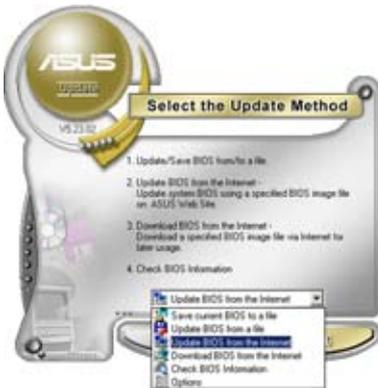 ASUS
Update
V5.23.02
Select the Update Method
1. Update/Save BIOS from/to a file.
2. Update BIOS from the Internet -
Update system BIOS using a specified BIOS image file
on ASUS Web Site.
3. Download BIOS from the Internet -
Download a specified BIOS image file via Internet for
later usage.
4. Check BIOS Information
Update BIOS from the Internet
Save current BIOS to a file
Update BIOS from a file
Update BIOS from the Internet
Download BIOS from the Internet
Check BIOS Information
Options